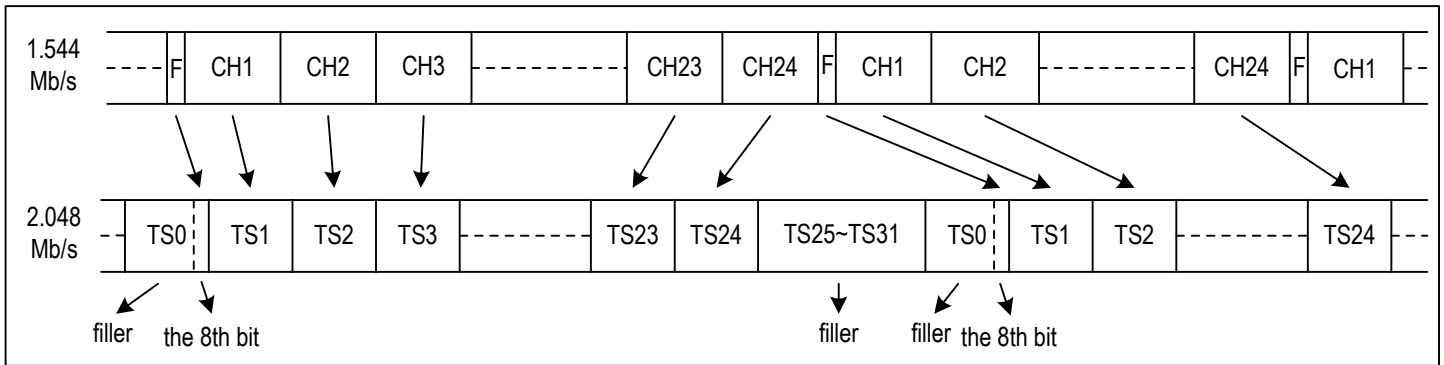 1.544
Mb/s
F CH1 CH2 CH3 CH23 CH24 F CH1 CH2 CH24 F CH1
2.048
Mb/s
TS0 TS1 TS2 TS3 TS23 TS24 TS25~TS31 TS0 TS1 TS2 TS24
filler the 8th bit filler filler the 8th bit